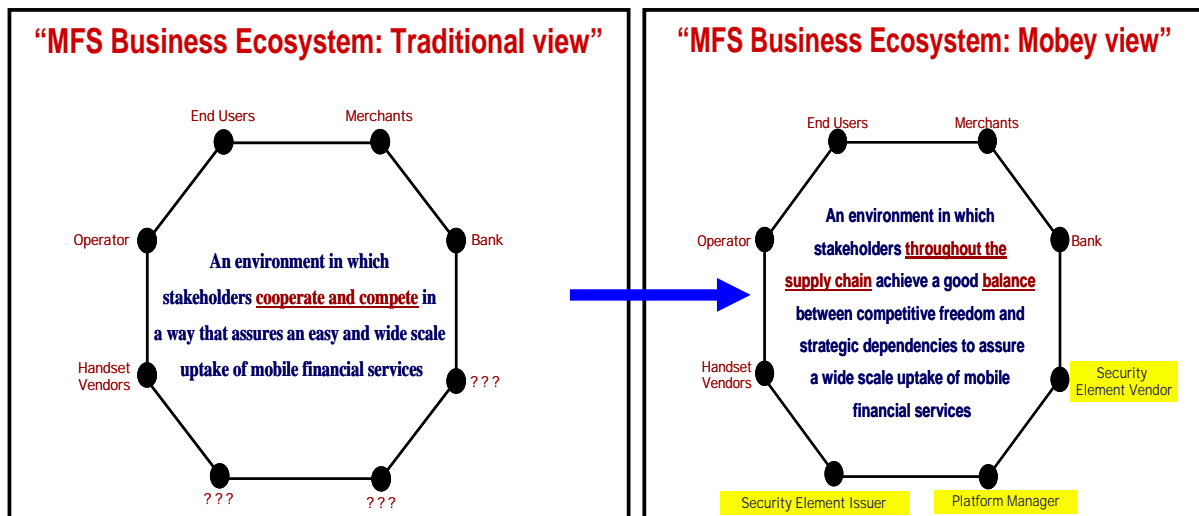 “MFS Business Ecosystem: Traditional view”
End Users
Merchants
Operator
Bank
An environment in which
stakeholders cooperate and compete in
a way that assures an easy and wide scale
uptake of mobile financial services
Handset
Vendors
? ? ?
? ? ?
? ? ?
“MFS Business Ecosystem: Mobey view”
End Users
Merchants
Operator
Bank
An environment in which
stakeholders throughout the
supply chain achieve a good balance
between competitive freedom and
strategic dependencies to assure
a wide scale uptake of mobile
financial services
Handset
Vendors
Security
Element Vendor
Security Element Issuer
Platform Manager